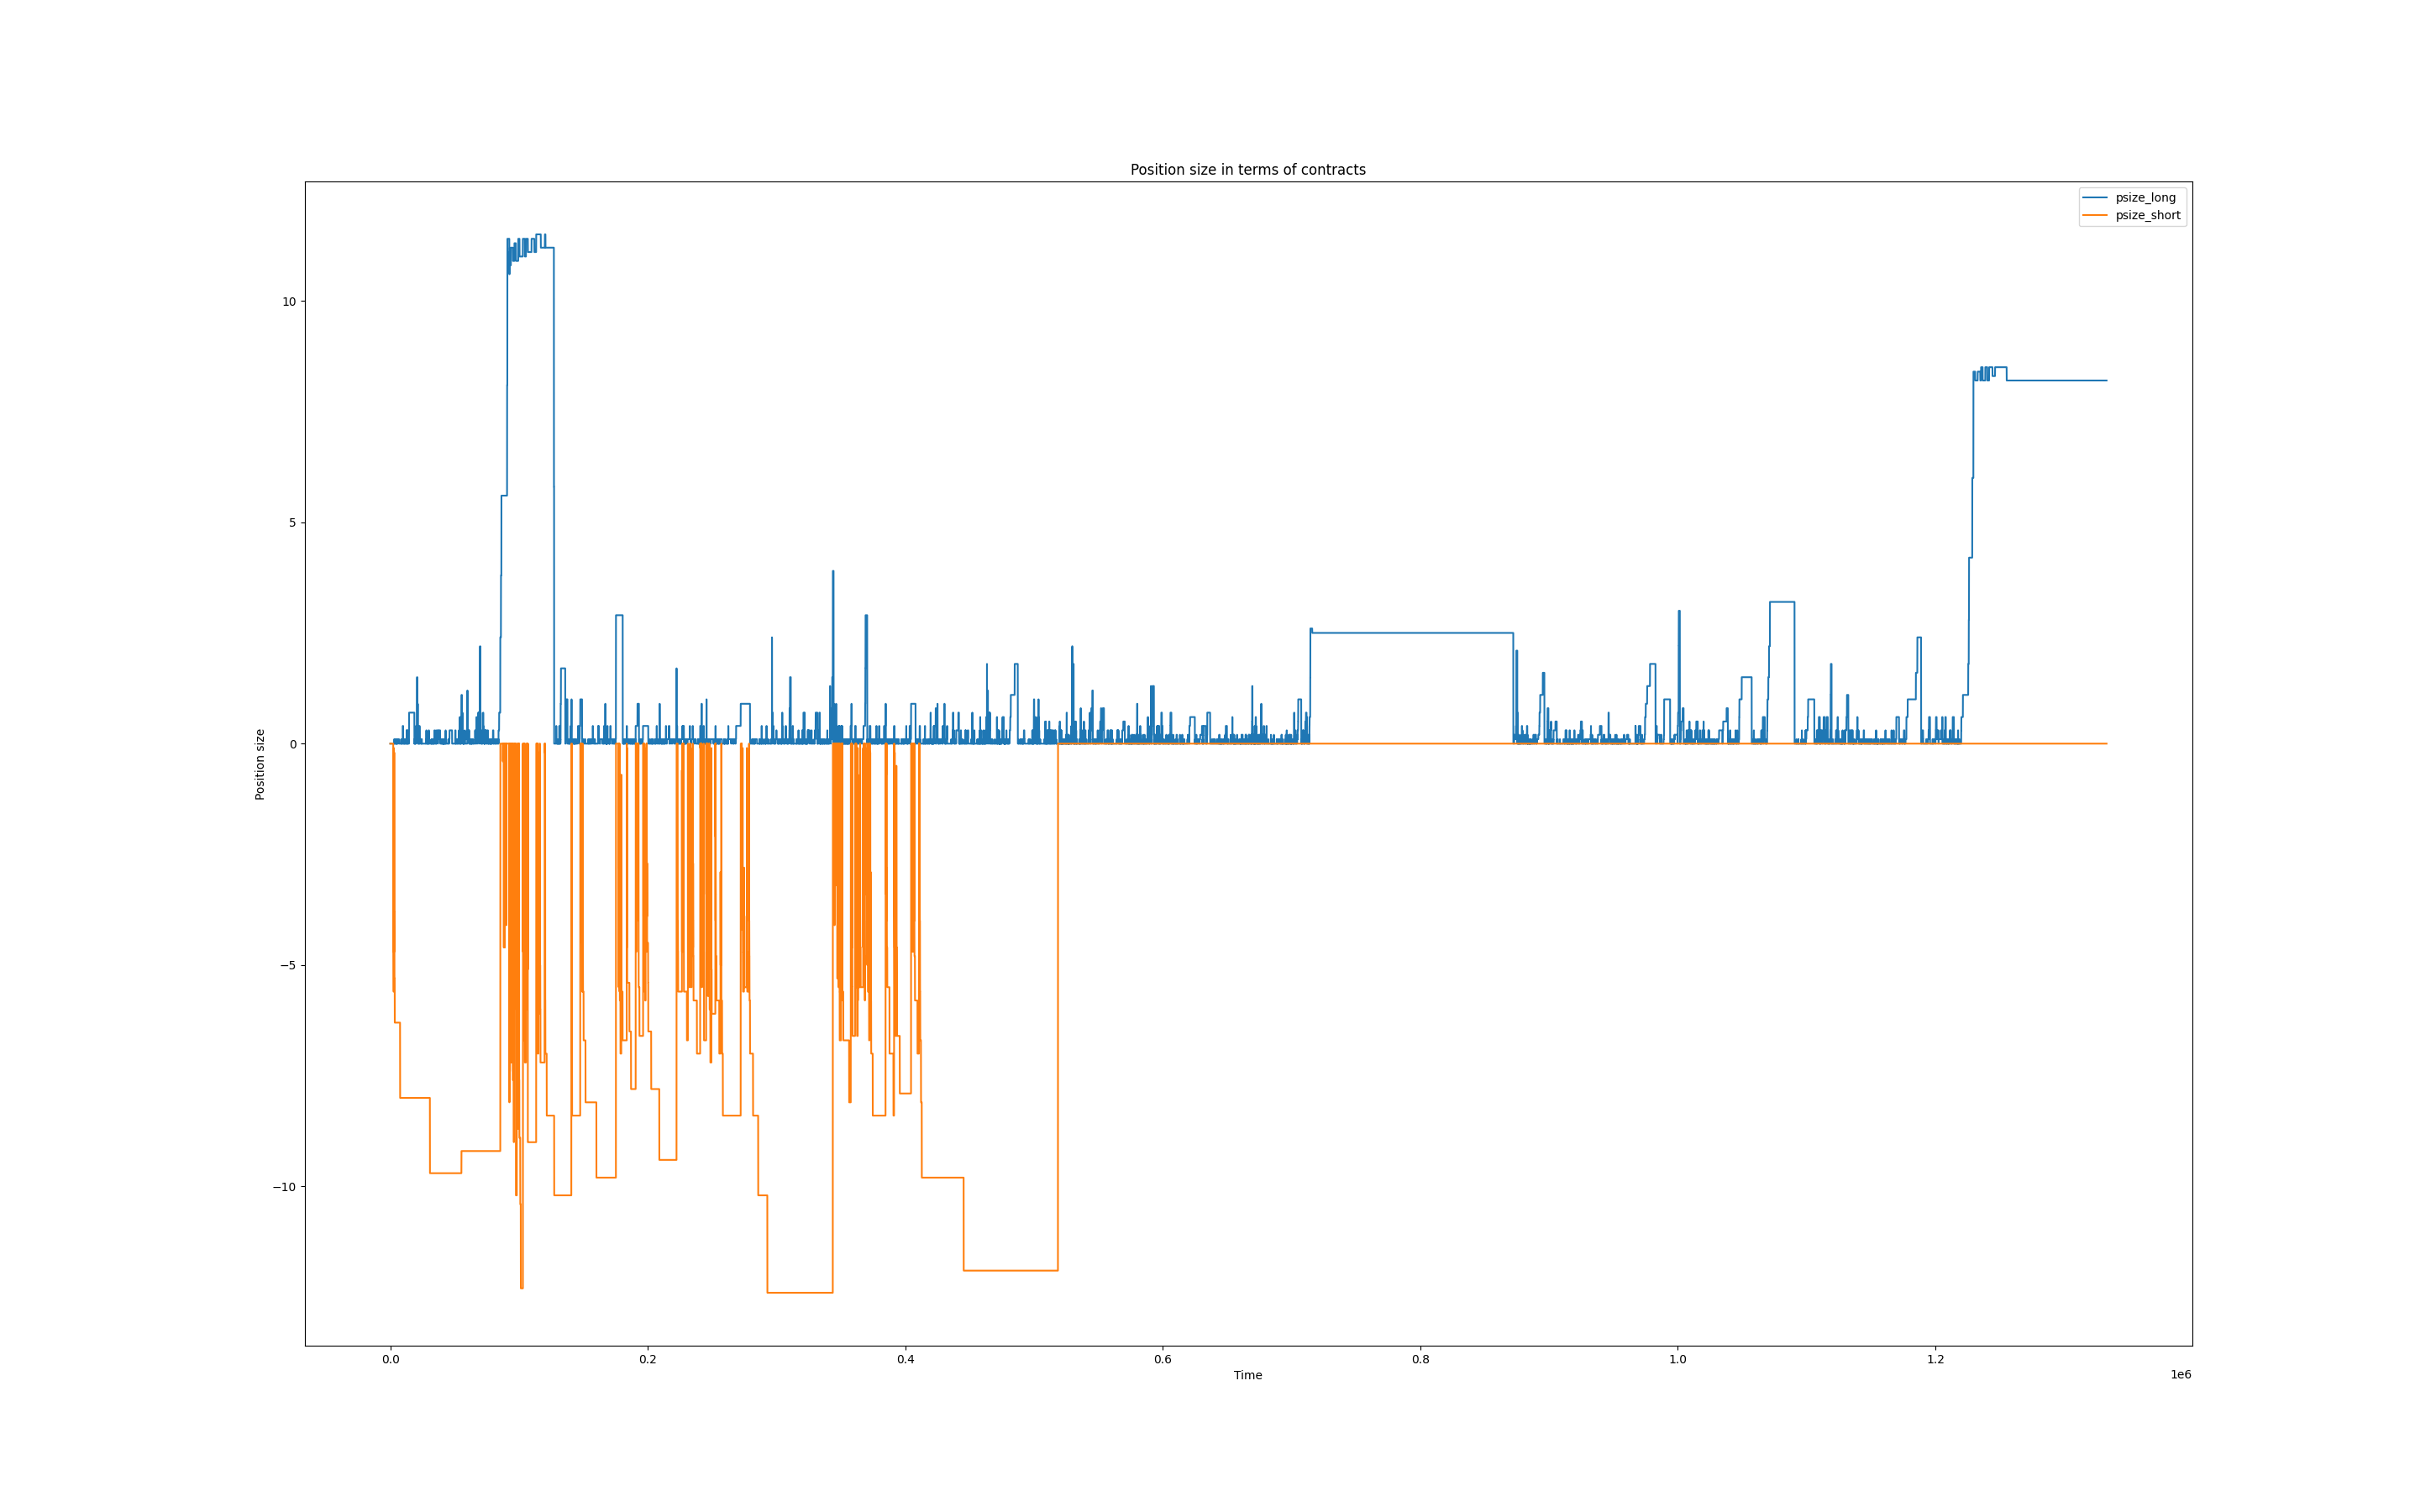 Position size in terms of contracts
psize_long
psize_short
10
5
0
−5
−10
Position size
0.0
0.2
0.4
0.6
0.8
1.0
1.2
1e6
Time